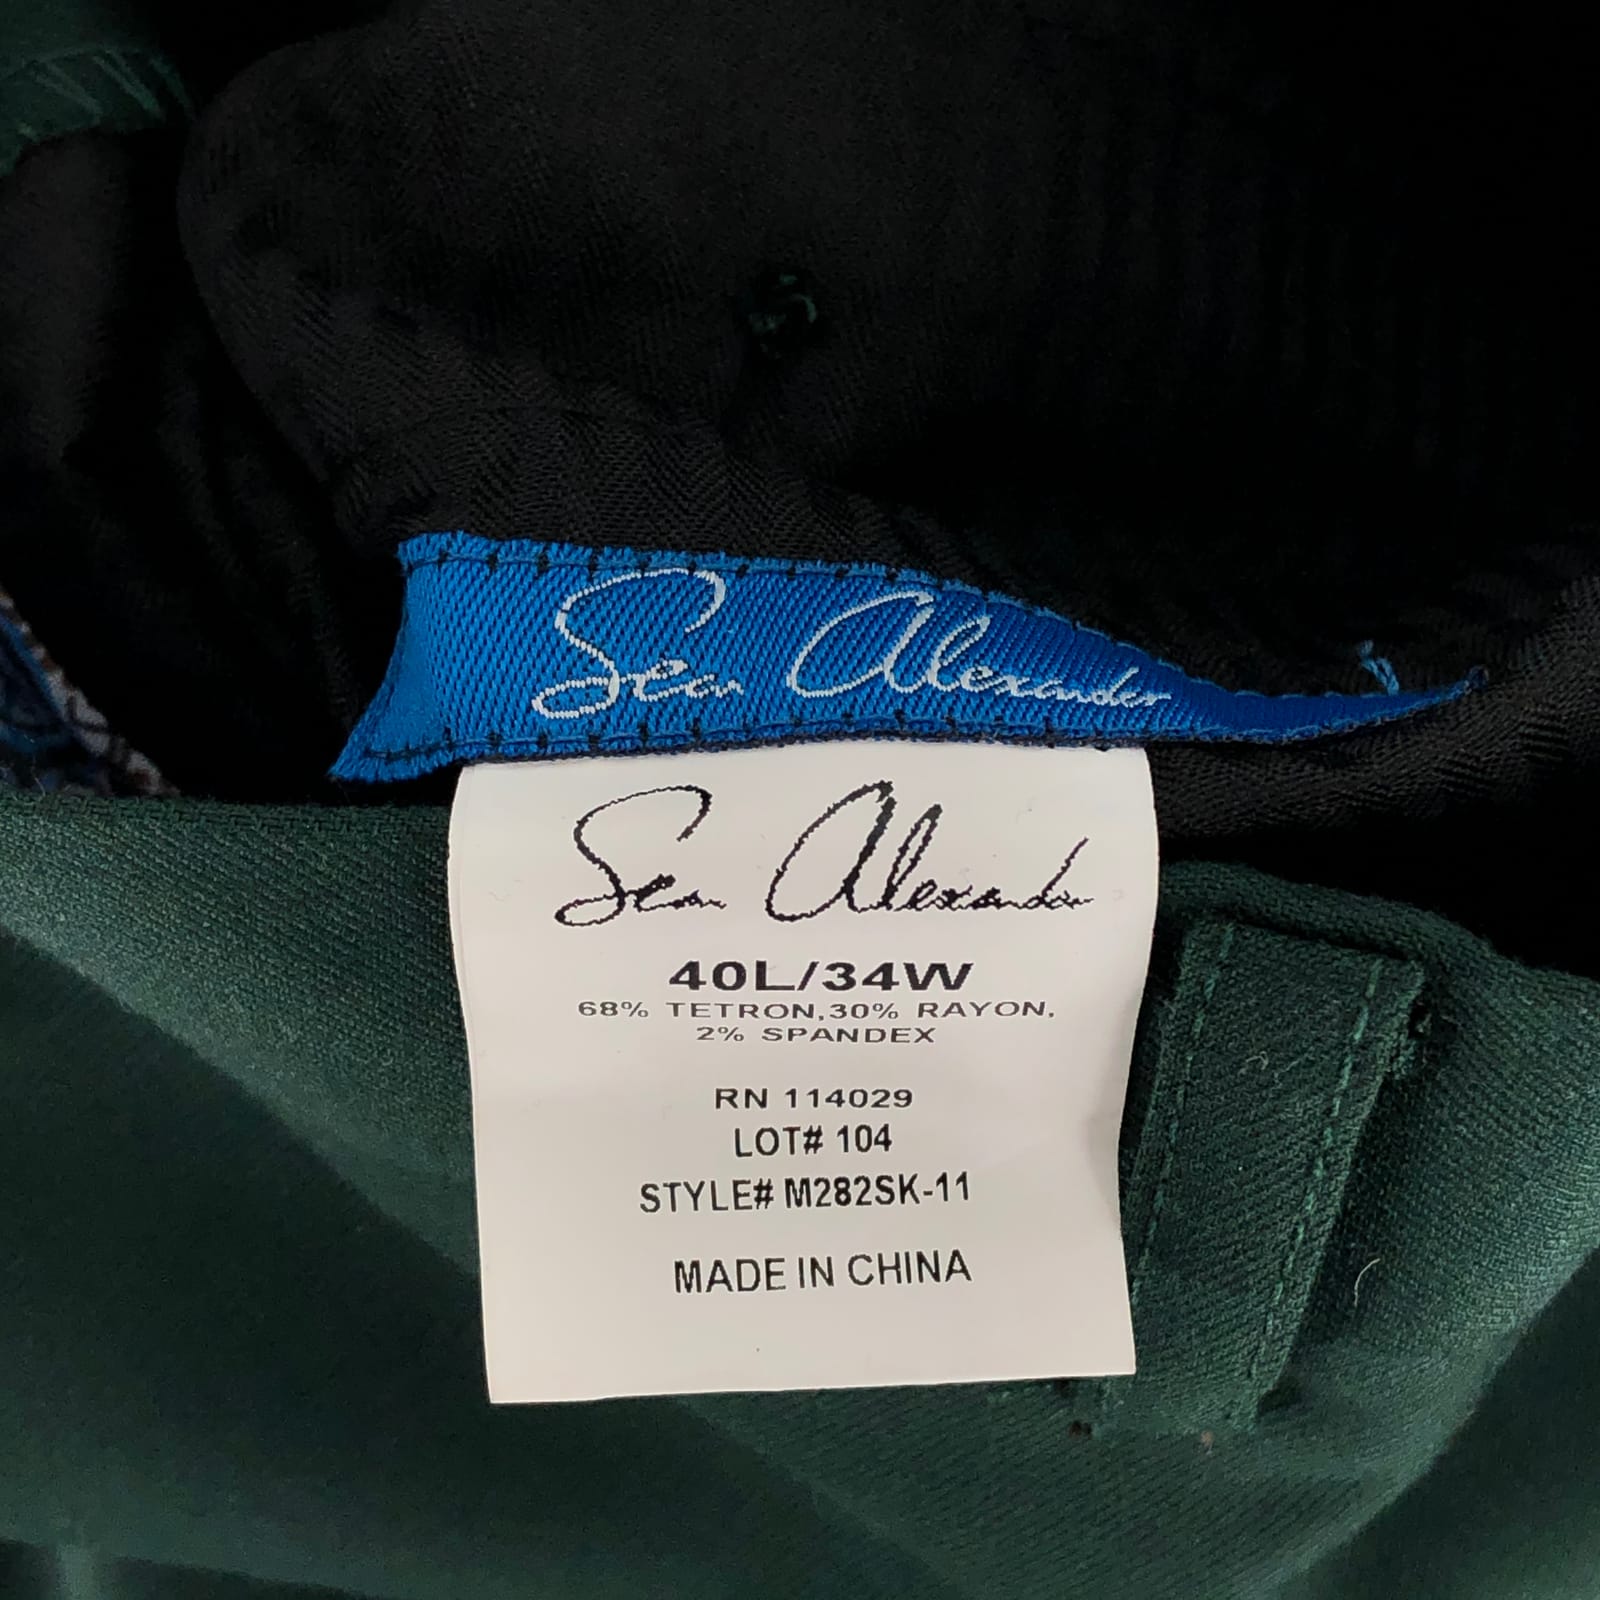 Sean Alexander
Sean Alexander
40L/34W
68% TETRON,30% RAYON,
2% SPANDEX
RN 114029
LOT# 104
STYLE# M282SK-11
MADE IN CHINA